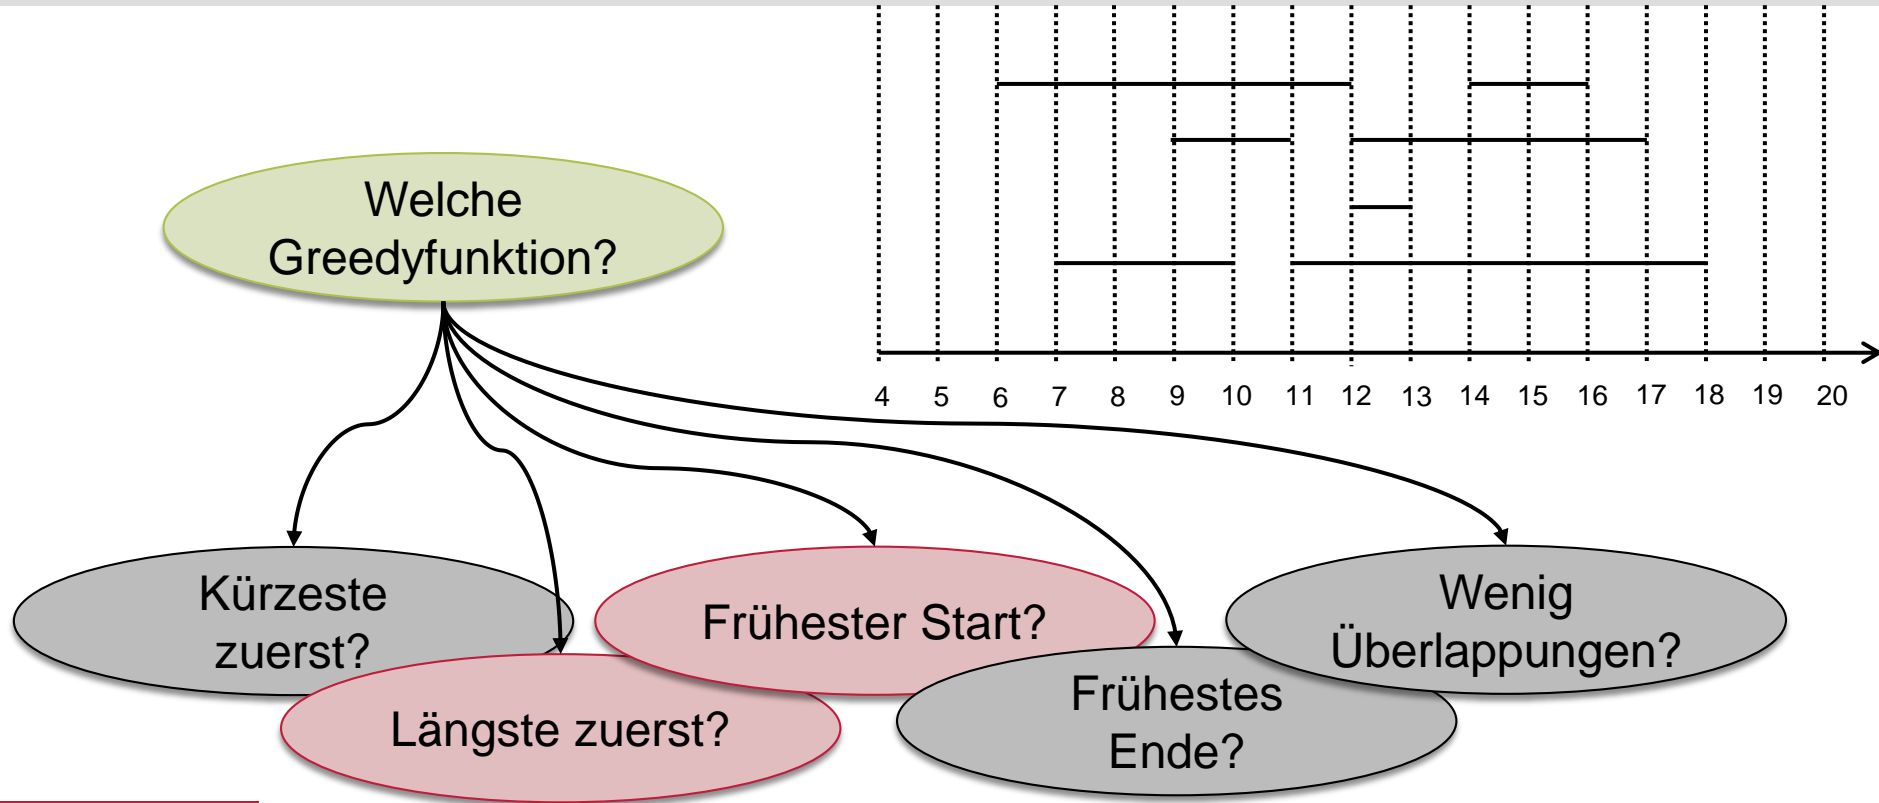 Welche
Greedyfunktion?
4 5 6 7 8 9 10 11 12 13 14 15 16 17 18 19 20
Kürzeste
zuerst?
Längste zuerst?
Frühester Start?
Frühestes
Ende?
Wenig
Überlappungen?